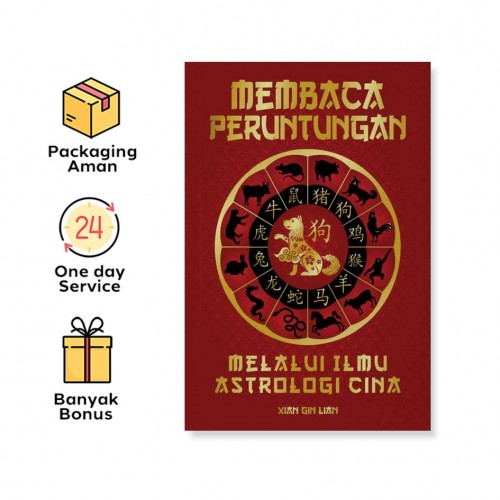 Packaging
Aman
24
One day
Service
Banyak
Bonus
MEMBACA
PERUNTUNGAN
鼠
猪
狗
鸡
猴
羊
马
蛇
龙
兔
虎
牛
狗
MELALUI ILMU
ASTROLOGI CINA
XIAN GIN LIAN